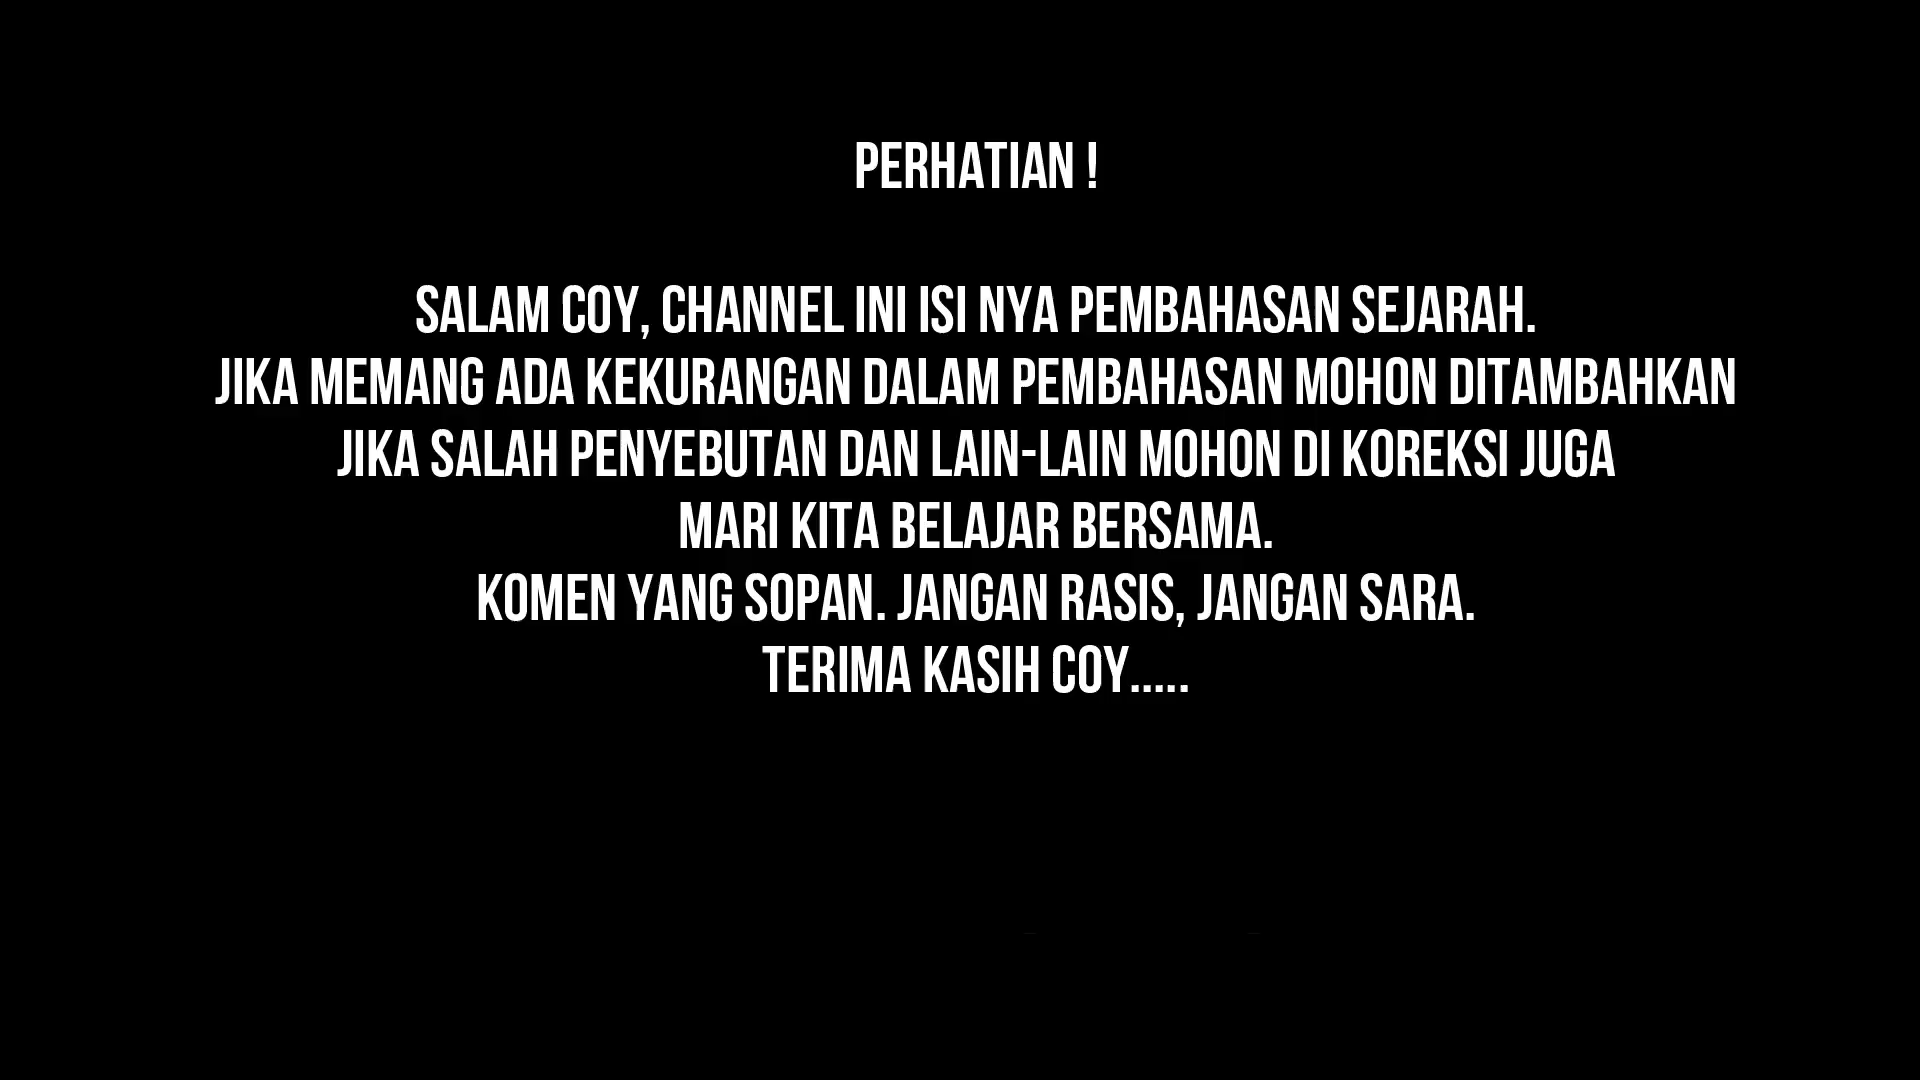 PERHATIAN !
SALAM COY, CHANNEL INI ISI NYA PEMBAHASAN SEJARAH.
JIKA MEMANG ADA KEKURANGAN DALAM PEMBAHASAN MOHON DITAMBAHKAN
JIKA SALAH PENYEBUTAN DAN LAIN-LAIN MOHON DI KOREKSI JUGA
MARI KITA BELAJAR BERSAMA.
KOMEN YANG SOPAN. JANGAN RASIS, JANGAN SARA.
TERIMA KASIH COY.....